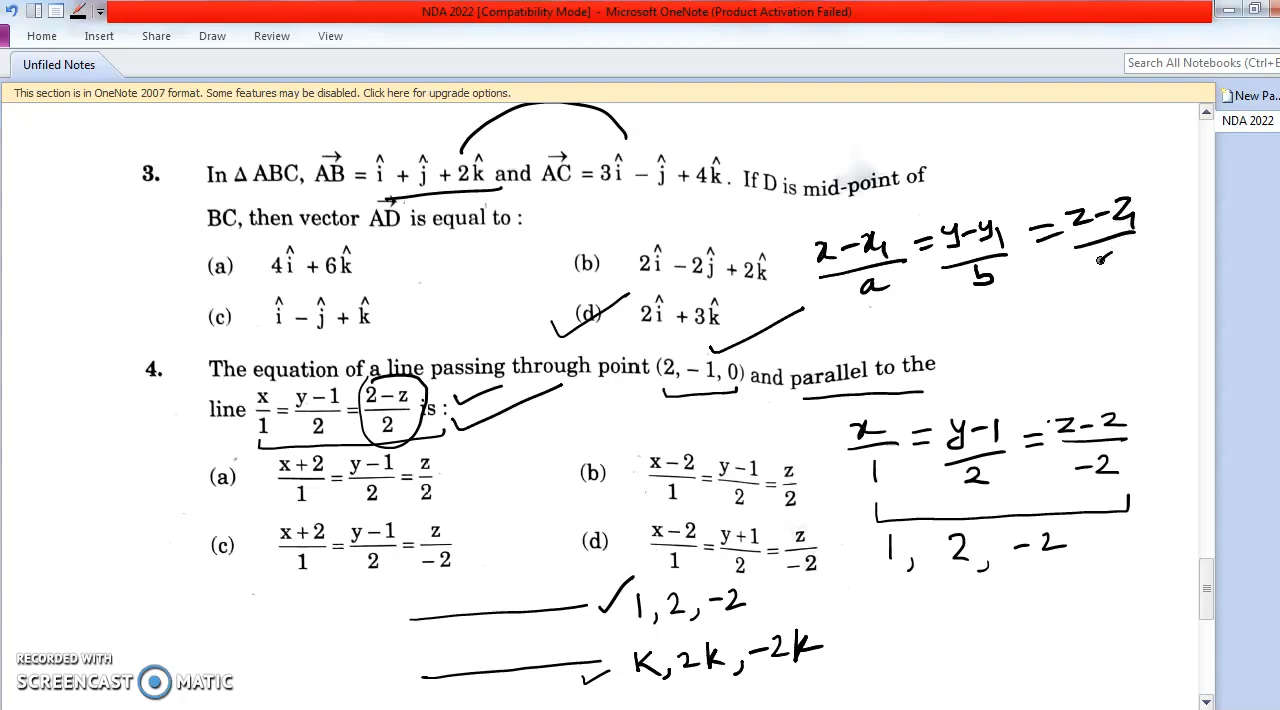 NDA 2022 [Compatibility Mode] - Microsoft OneNote (Product Activation Failed)
Home Insert Share Draw Review View
Unfiled Notes
Search All Notebooks (Ctrl+E
This section is in OneNote 2007 format. Some features may be disabled. Click here for upgrade options.
New Pa..
NDA 2022
3. In Δ ABC, AB⃗ = î + ĵ + 2k̂ and AC⃗ = 3î − ĵ + 4k̂. If D is mid-point of
BC, then vector AD⃗ is equal to :
(a) 4î + 6k̂ (b) 2î − 2ĵ + 2k̂
(c) î − ĵ + k̂ (d) 2î + 3k̂
x − x₁ / a = y − y₁ / b = z − z₁ /
4. The equation of a line passing through point (2, − 1, 0) and parallel to the
line x/1 = y − 1/2 = 2 − z/2 is :
(a) x + 2/1 = y − 1/2 = z/2 (b) x − 2/1 = y − 1/2 = z/2
(c) x + 2/1 = y − 1/2 = z/− 2 (d) x − 2/1 = y + 1/2 = z/− 2
x/1 = y − 1/2 = z − 2/−2
1, 2, −2
1, 2, −2
K, 2K, −2K
RECORDED WITH
SCREENCAST MATIC